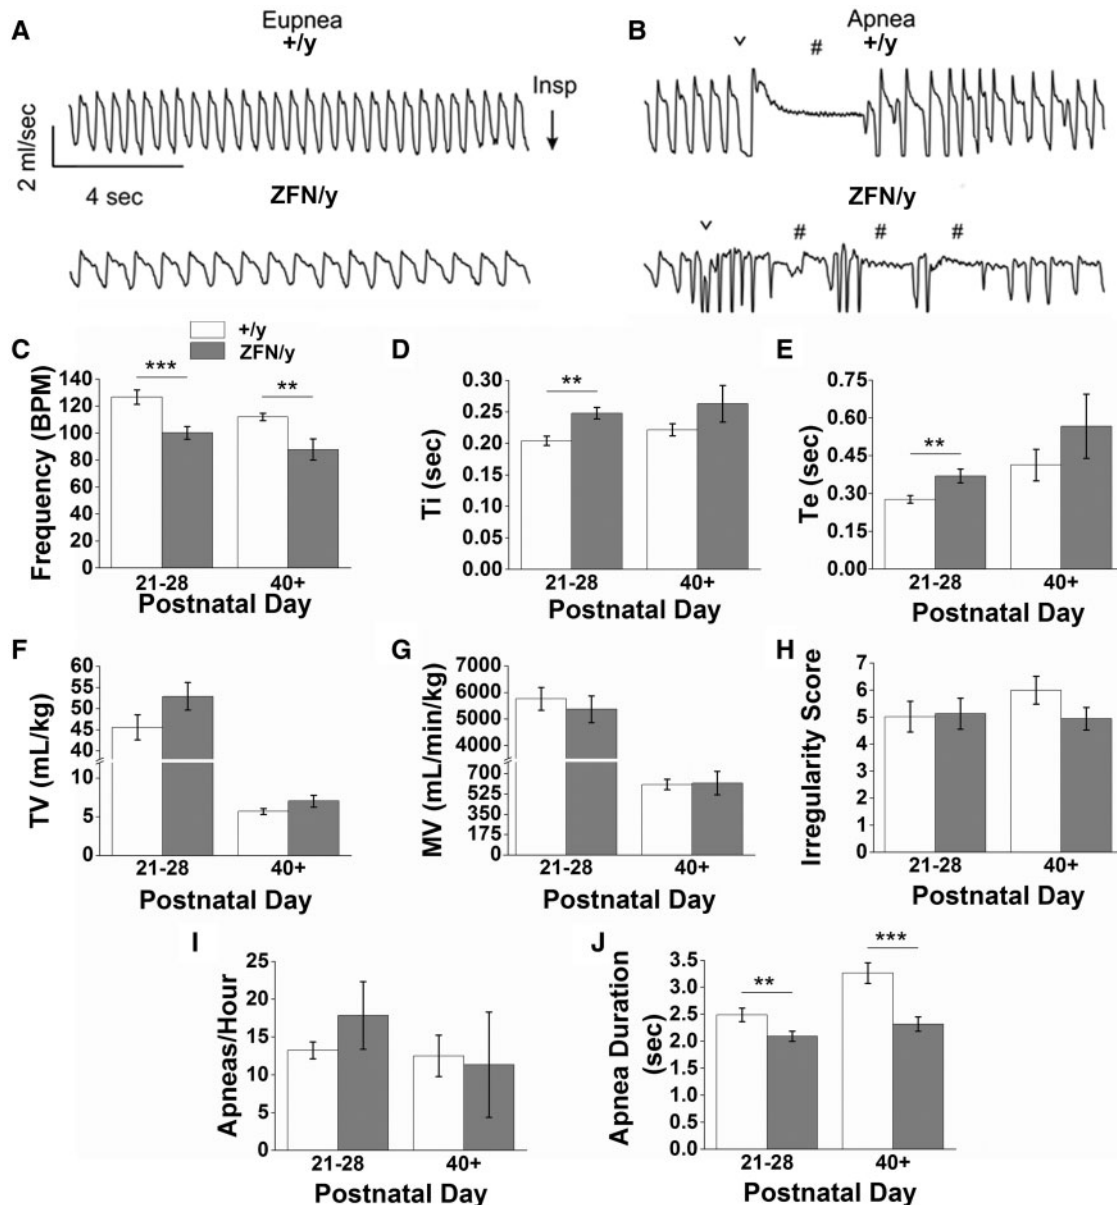 A
Eupnea
+/y
2 ml/sec
4 sec
Insp
ZFN/y
B
Apnea
+/y
˅ #
ZFN/y
˅ # # #
+/y
ZFN/y
C
Frequency (BPM)
140
120
100
80
60
40
20
0
***
**
21-28 40+
Postnatal Day
D
Ti (sec)
0.30
0.25
0.20
0.15
0.10
0.05
0.00
**
21-28 40+
Postnatal Day
E
Te (sec)
0.75
0.60
0.45
0.30
0.15
0.00
**
21-28 40+
Postnatal Day
F
TV (mL/kg)
60
55
50
45
40
10
5
0
21-28 40+
Postnatal Day
G
MV (mL/min/kg)
7000
6000
5000
4000
700
525
350
175
0
21-28 40+
Postnatal Day
H
Irregularity Score
7
6
5
4
3
2
1
0
21-28 40+
Postnatal Day
I
Apneas/Hour
25
20
15
10
5
0
21-28 40+
Postnatal Day
J
Apnea Duration
(sec)
3.5
3.0
2.5
2.0
1.5
1.0
0.5
0.0
**
***
21-28 40+
Postnatal Day